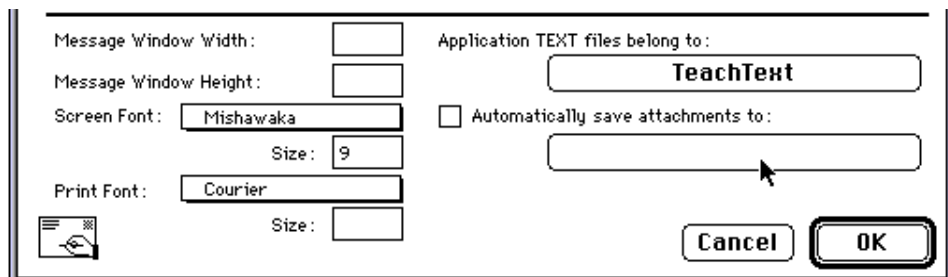 Message Window Width:
Message Window Height:
Screen Font: Mishawaka
Size: 9
Print Font: Courier
Size:
Application TEXT files belong to:
TeachText
Automatically save attachments to:
Cancel OK